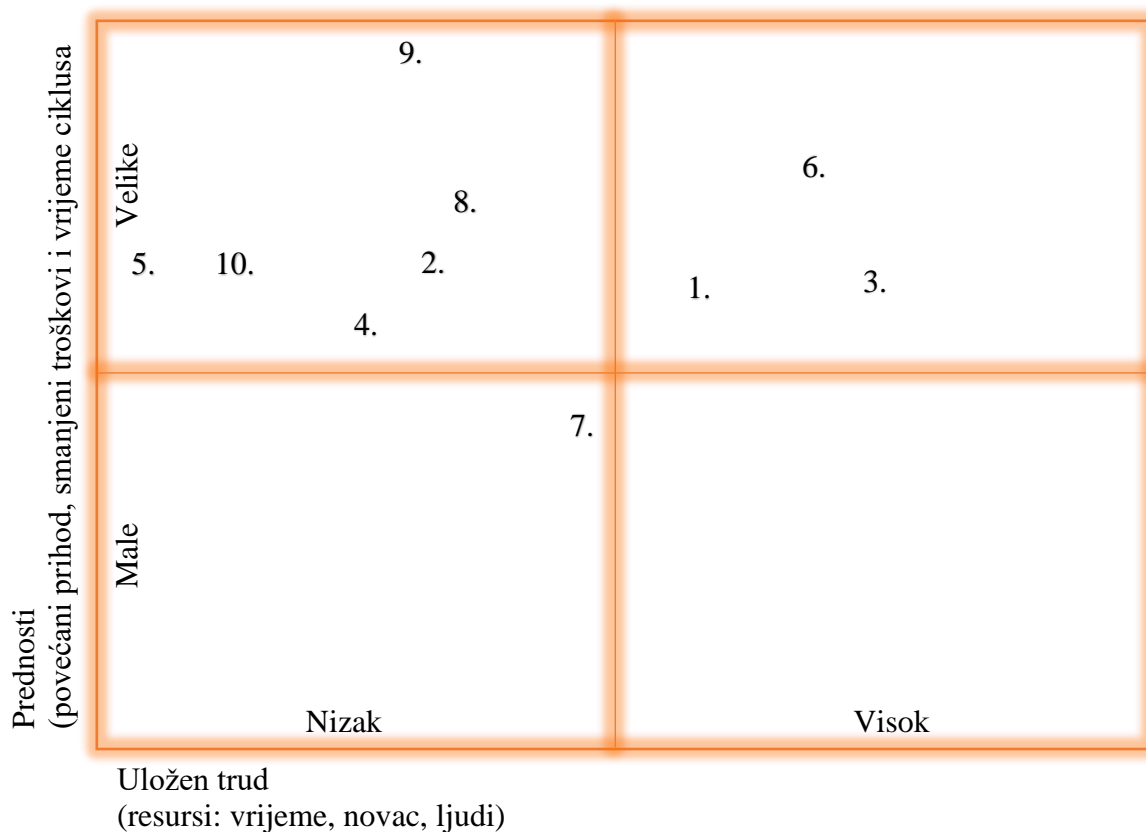 Prednosti
(povećani prihod, smanjeni troškovi i vrijeme ciklusa
Velike
Male
9.
6.
8.
5.
10.
2.
1.
3.
4.
7.
Nizak
Visok
Uložen trud
(resursi: vrijeme, novac, ljudi)